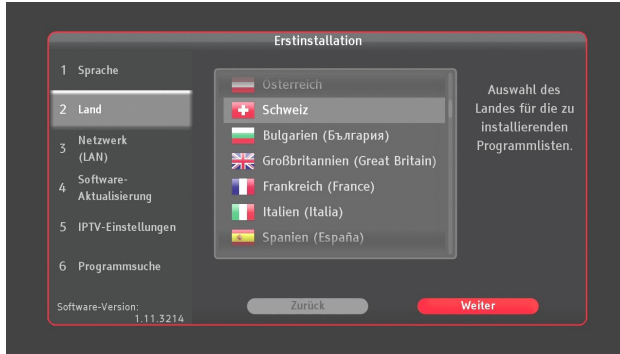 Erstinstallation
1 Sprache
2 Land
3 Netzwerk
(LAN)
4 Software-
Aktualisierung
5 IPTV-Einstellungen
6 Programmsuche
Software-Version:
1.11.3214
Österreich
Schweiz
Bulgarien (България)
Großbritannien (Great Britain)
Frankreich (France)
Italien (Italia)
Spanien (España)
Auswahl des
Landes für die zu
installierenden
Programmlisten.
Zurück
Weiter